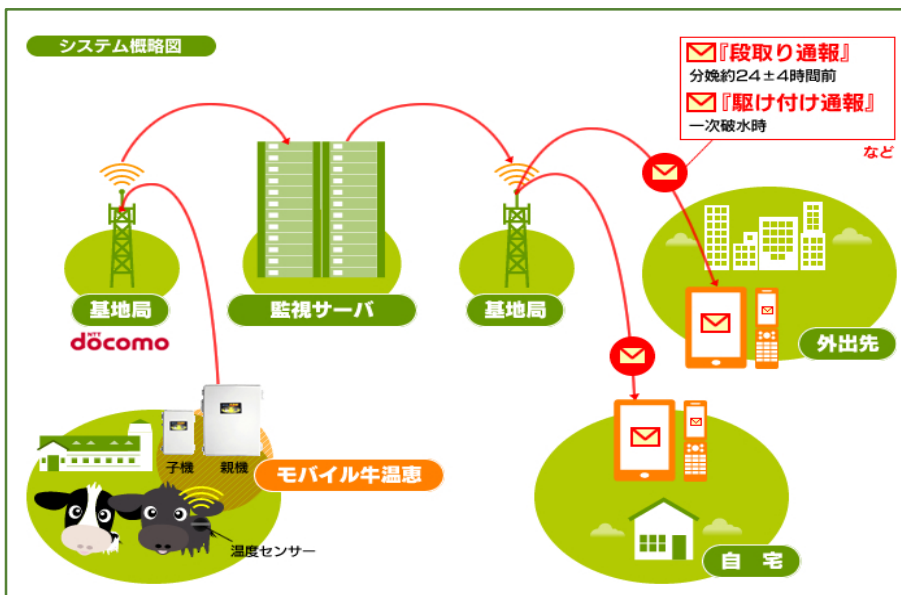 システム概略図
『段取り通報』
分娩約24±4時間前
『駆け付け通報』
一次破水時
など
基地局
NTT
docomo
監視サーバ
基地局
外出先
子機
親機
モバイル牛温恵
温度センサー
自宅